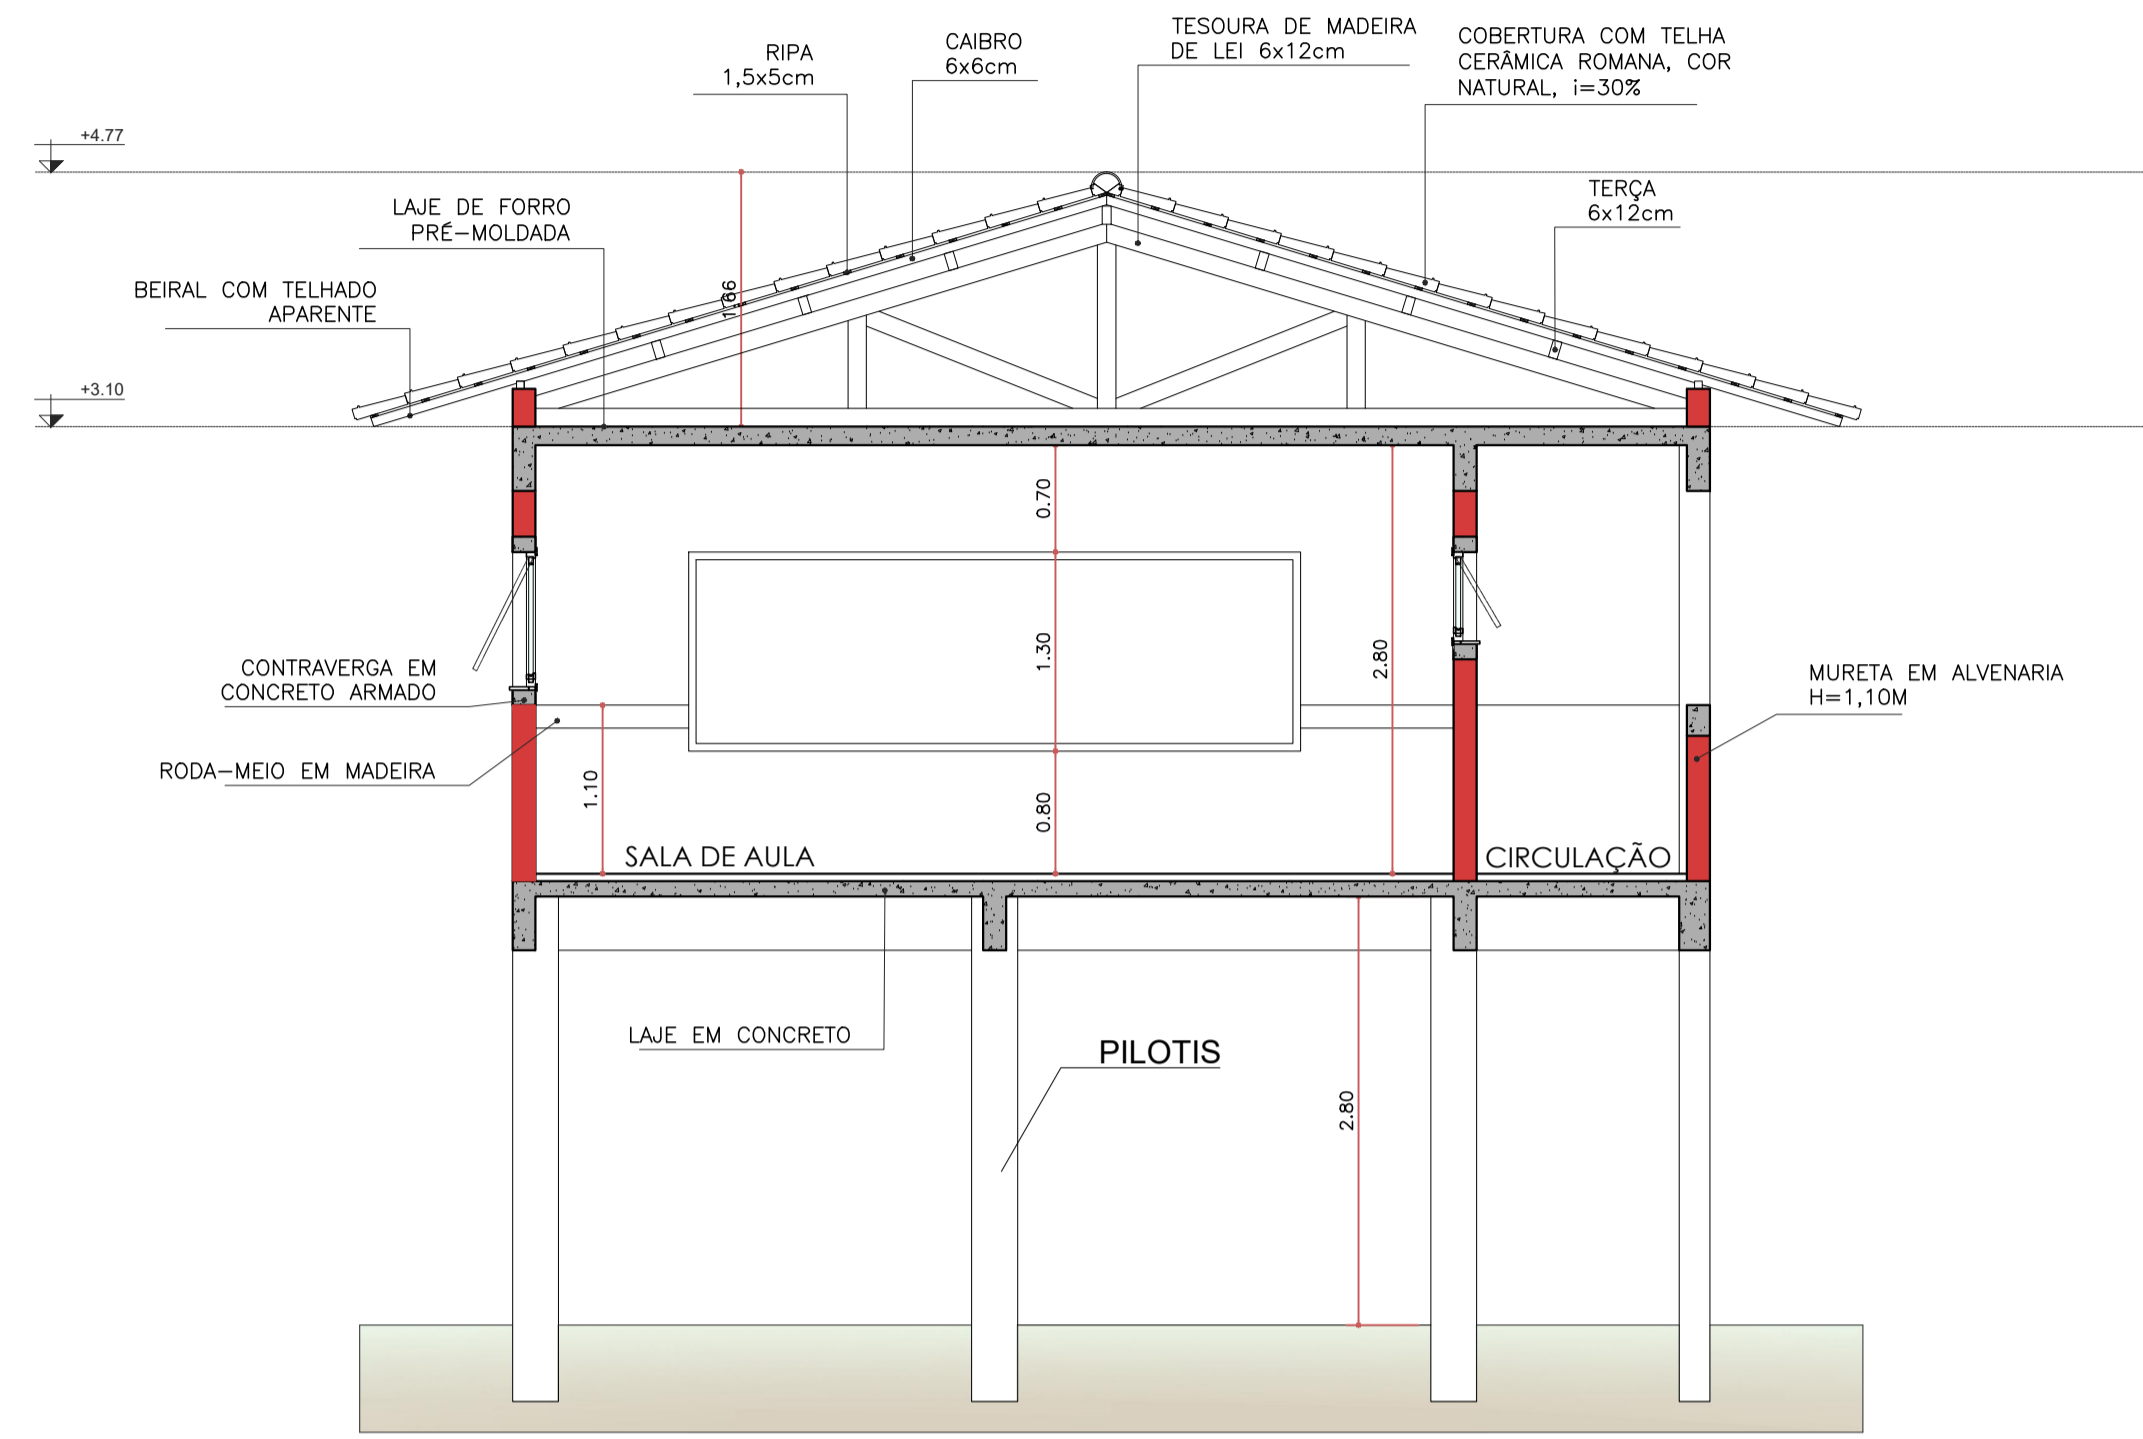 TESOURA DE MADEIRA
DE LEI 6x12cm
COBERTURA COM TELHA
CERÂMICA ROMANA, COR
NATURAL, i=30%
CAIBRO
6x6cm
RIPA
1,5x5cm
+4.77
TERÇA
6x12cm
LAJE DE FORRO
PRÉ-MOLDADA
BEIRAL COM TELHADO
APARENTE
1.66
+3.10
0.70
1.30
2.80
CONTRAVERGA EM
CONCRETO ARMADO
MURETA EM ALVENARIA
H=1,10M
RODA-MEIO EM MADEIRA
1.10
0.80
SALA DE AULA
CIRCULAÇÃO
LAJE EM CONCRETO
PILOTIS
2.80